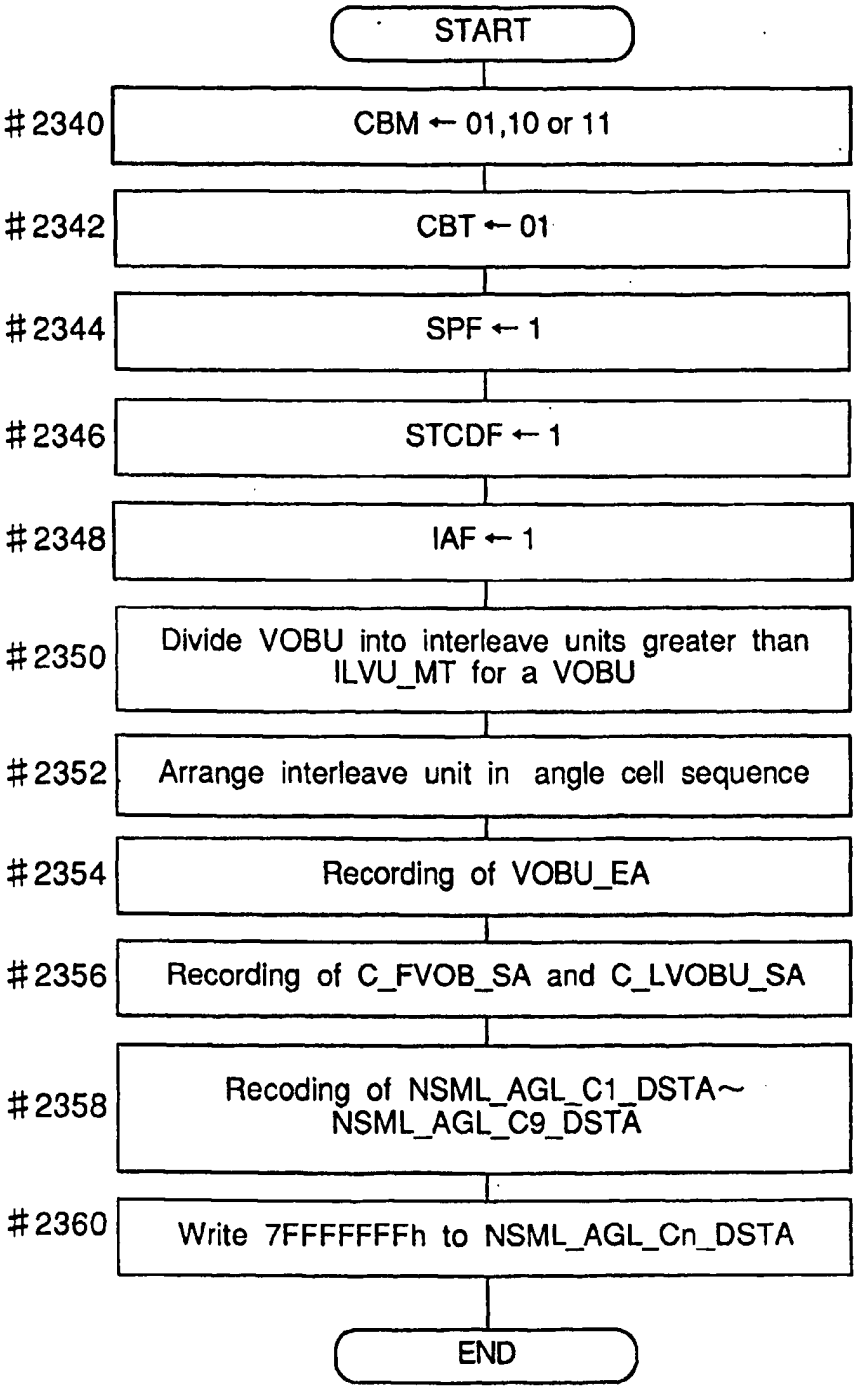 START
#2340 CBM ← 01,10 or 11
#2342 CBT ← 01
#2344 SPF ← 1
#2346 STCDF ← 1
#2348 IAF ← 1
#2350 Divide VOBU into interleave units greater than
ILVU_MT for a VOBU
#2352 Arrange interleave unit in angle cell sequence
#2354 Recording of VOBU_EA
#2356 Recording of C_FVOB_SA and C_LVOBU_SA
#2358 Recoding of NSML_AGL_C1_DSTA~
NSML_AGL_C9_DSTA
#2360 Write 7FFFFFFFh to NSML_AGL_Cn_DSTA
END